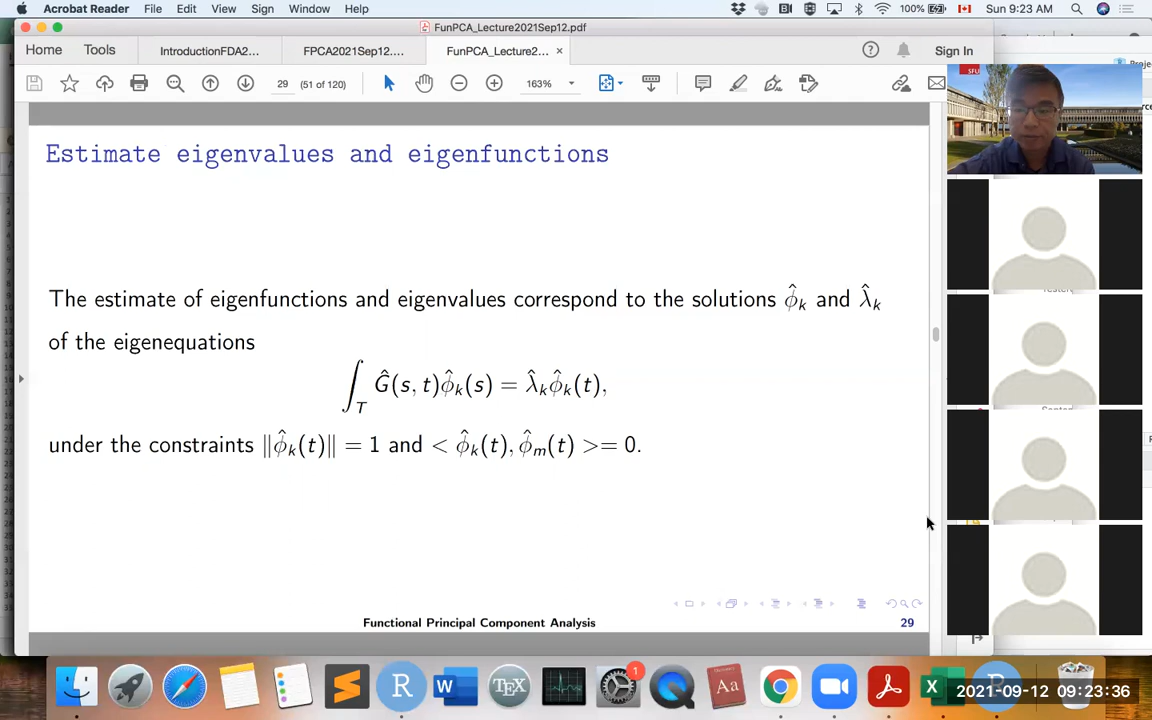 Acrobat Reader File Edit View Sign Window Help 100% Sun 9:23 AM
FunPCA_Lecture2021Sep12.pdf
Home Tools IntroductionFDA2... FPCA2021Sep12.... FunPCA_Lecture2... × Sign In
29 (51 of 120) 163%
SFU
Estimate eigenvalues and eigenfunctions
The estimate of eigenfunctions and eigenvalues correspond to the solutions ϕ̂ₖ and λ̂ₖ
of the eigenequations
∫_T Ĝ(s, t)ϕ̂ₖ(s) = λ̂ₖϕ̂ₖ(t),
under the constraints ‖ϕ̂ₖ(t)‖ = 1 and < ϕ̂ₖ(t), ϕ̂ₘ(t) >= 0.
Functional Principal Component Analysis 29
1
2021-09-12 09:23:36